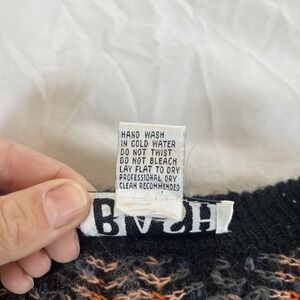 HAND WASH
IN COLD WATER
DO NOT TWIST
DO NOT BLEACH
LAY FLAT TO DRY
PROFESSIONAL DRY
CLEAN RECOMMENDED
BASH